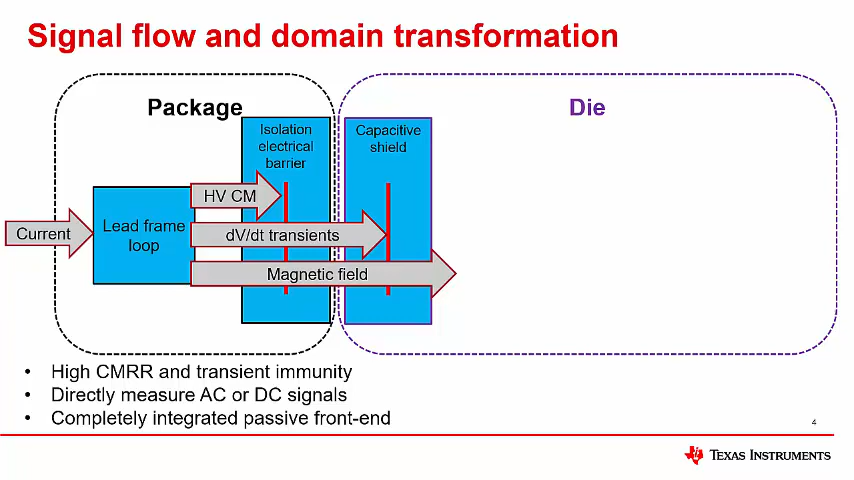 Signal flow and domain transformation
Package
Die
Isolation
electrical
barrier
Capacitive
shield
HV CM
Current
Lead frame
loop
dV/dt transients
Magnetic field
• High CMRR and transient immunity
• Directly measure AC or DC signals
• Completely integrated passive front-end
4
TEXAS INSTRUMENTS